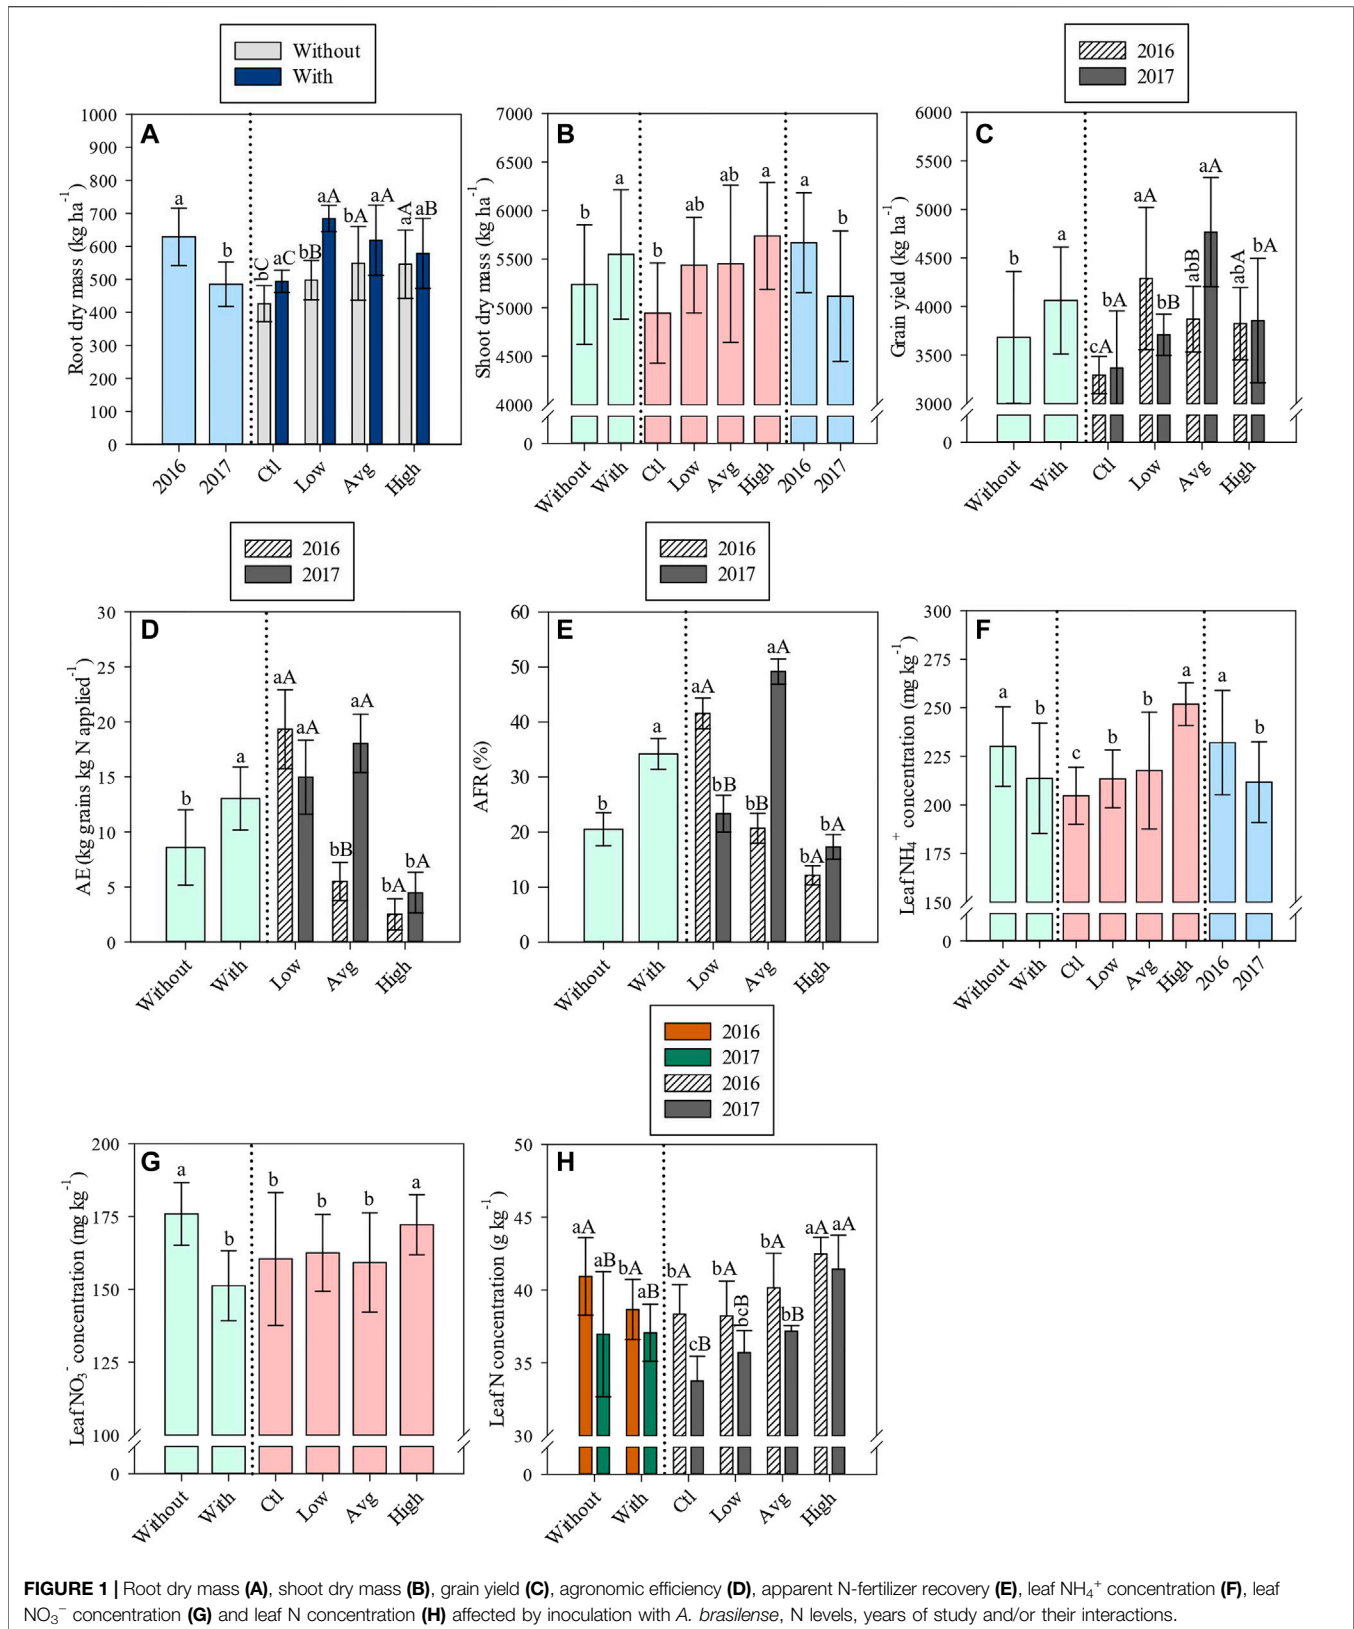 Without
With
2016
2017
A
1000
900
800
700
600
500
400
300
200
100
0
Root dry mass (kg ha⁻¹)
a
b
bC
aC
bB
aA
bA
aA
aA
aB
2016
2017
Ctl
Low
Avg
High
B
7000
6500
6000
5500
5000
4500
4000
0
Shoot dry mass (kg ha⁻¹)
b
a
b
ab
ab
a
a
b
Without
With
Ctl
Low
Avg
High
2016
2017
C
6000
5500
5000
4500
4000
3500
3000
0
Grain yield (kg ha⁻¹)
b
a
cA
bA
aA
bB
abB
aA
abA
bA
Without
With
Ctl
Low
Avg
High
2016
2017
D
30
25
20
15
10
5
0
AE (kg grains kg N applied⁻¹)
b
a
aA
aA
bB
aA
bA
bA
Without
With
Low
Avg
High
2016
2017
E
60
50
40
30
20
10
0
AFR (%)
b
a
aA
bB
bB
aA
bA
bA
Without
With
Low
Avg
High
F
300
275
250
225
200
175
150
0
Leaf NH₄⁺ concentration (mg kg⁻¹)
a
b
c
b
b
a
a
b
Without
With
Ctl
Low
Avg
High
2016
2017
G
200
175
150
125
100
0
Leaf NO₃⁻ concentration (mg kg⁻¹)
a
b
b
b
b
a
Without
With
Ctl
Low
Avg
High
2016
2017
2016
2017
H
50
45
40
35
30
0
Leaf N concentration (g kg⁻¹)
aA
aB
bA
aB
bA
cB
bA
bcB
bA
bB
aA
aA
Without
With
Ctl
Low
Avg
High
FIGURE 1 | Root dry mass (A), shoot dry mass (B), grain yield (C), agronomic efficiency (D), apparent N-fertilizer recovery (E), leaf NH₄⁺ concentration (F), leaf
NO₃⁻ concentration (G) and leaf N concentration (H) affected by inoculation with A. brasilense, N levels, years of study and/or their interactions.